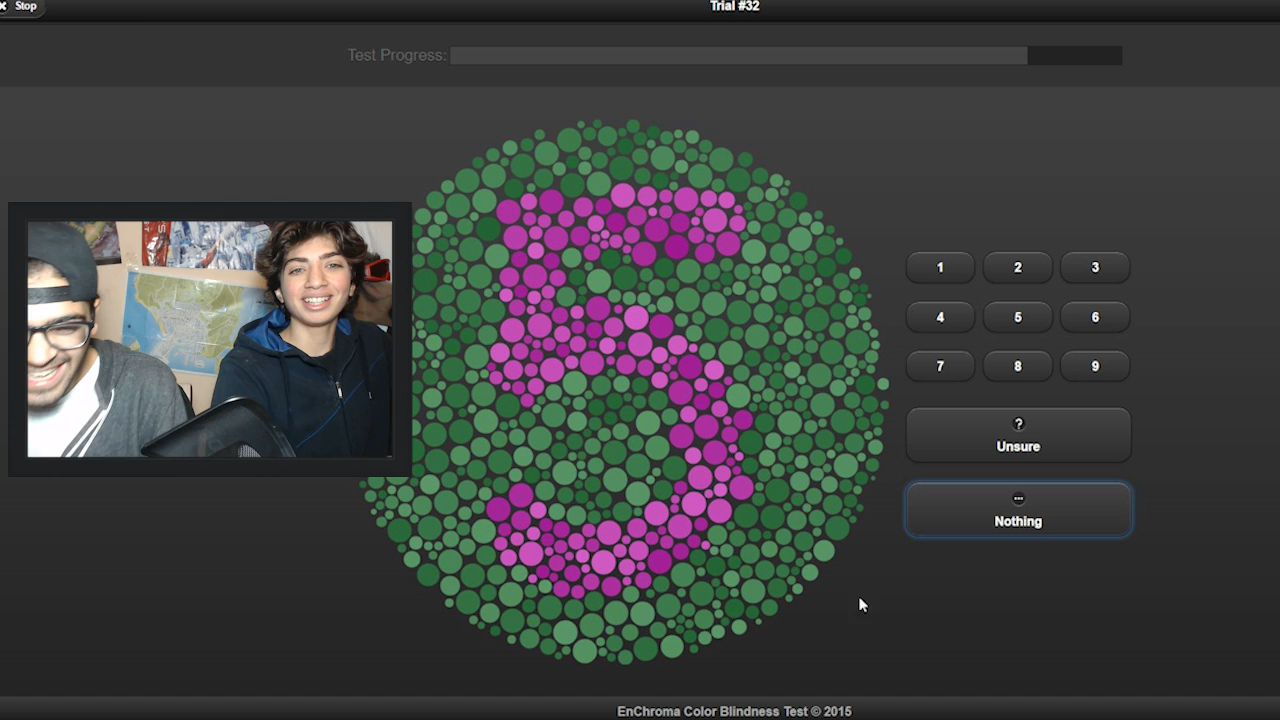 Stop
Trial #32
Test Progress:
5
1 2 3
4 5 6
7 8 9
?
Unsure
Nothing
EnChroma Color Blindness Test © 2015